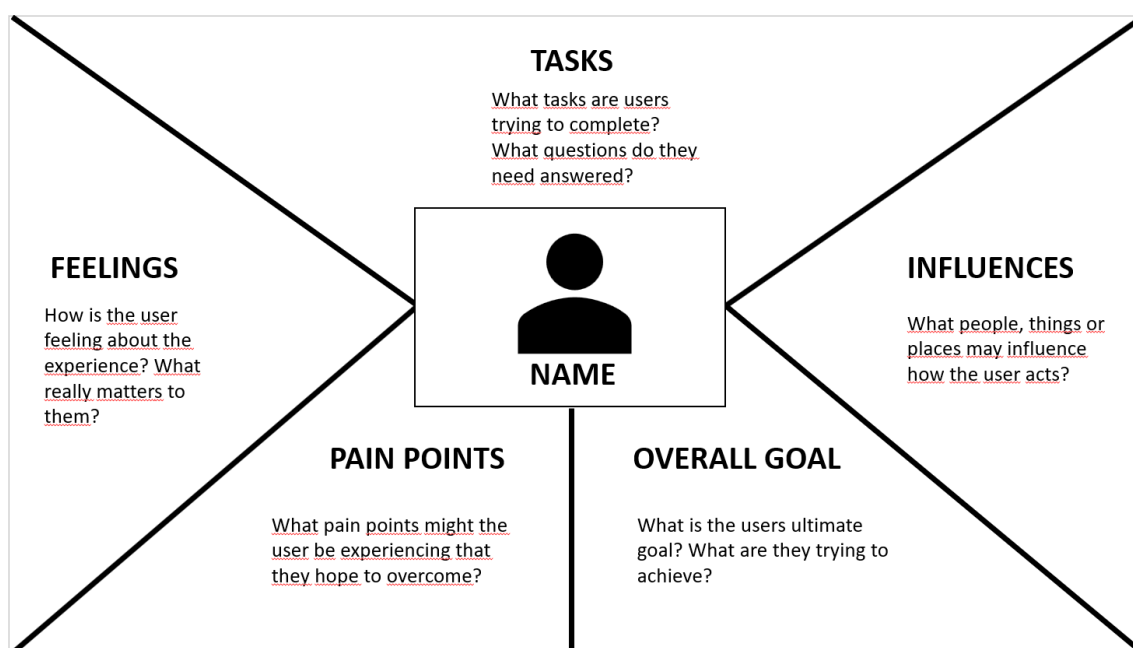 TASKS
What tasks are users
trying to complete?
What questions do they
need answered?
FEELINGS
How is the user
feeling about the
experience? What
really matters to
them?
NAME
INFLUENCES
What people, things or
places may influence
how the user acts?
PAIN POINTS
What pain points might the
user be experiencing that
they hope to overcome?
OVERALL GOAL
What is the users ultimate
goal? What are they trying to
achieve?